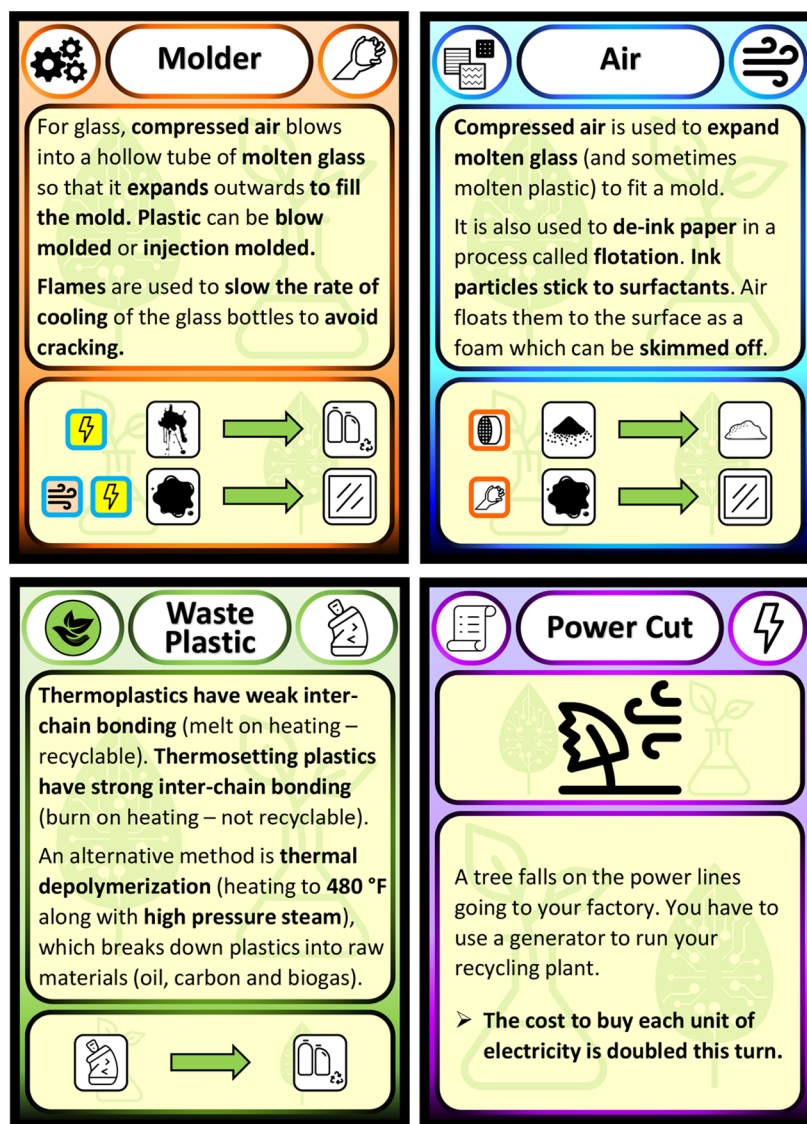 Molder
For glass, compressed air blows
into a hollow tube of molten glass
so that it expands outwards to fill
the mold. Plastic can be blow
molded or injection molded.
Flames are used to slow the rate of
cooling of the glass bottles to avoid
cracking.
Air
Compressed air is used to expand
molten glass (and sometimes
molten plastic) to fit a mold.
It is also used to de-ink paper in a
process called flotation. Ink
particles stick to surfactants. Air
floats them to the surface as a
foam which can be skimmed off.
Waste
Plastic
Thermoplastics have weak inter-
chain bonding (melt on heating –
recyclable). Thermosetting plastics
have strong inter-chain bonding
(burn on heating – not recyclable).
An alternative method is thermal
depolymerization (heating to 480 °F
along with high pressure steam),
which breaks down plastics into raw
materials (oil, carbon and biogas).
Power Cut
A tree falls on the power lines
going to your factory. You have to
use a generator to run your
recycling plant.
➢ The cost to buy each unit of
electricity is doubled this turn.